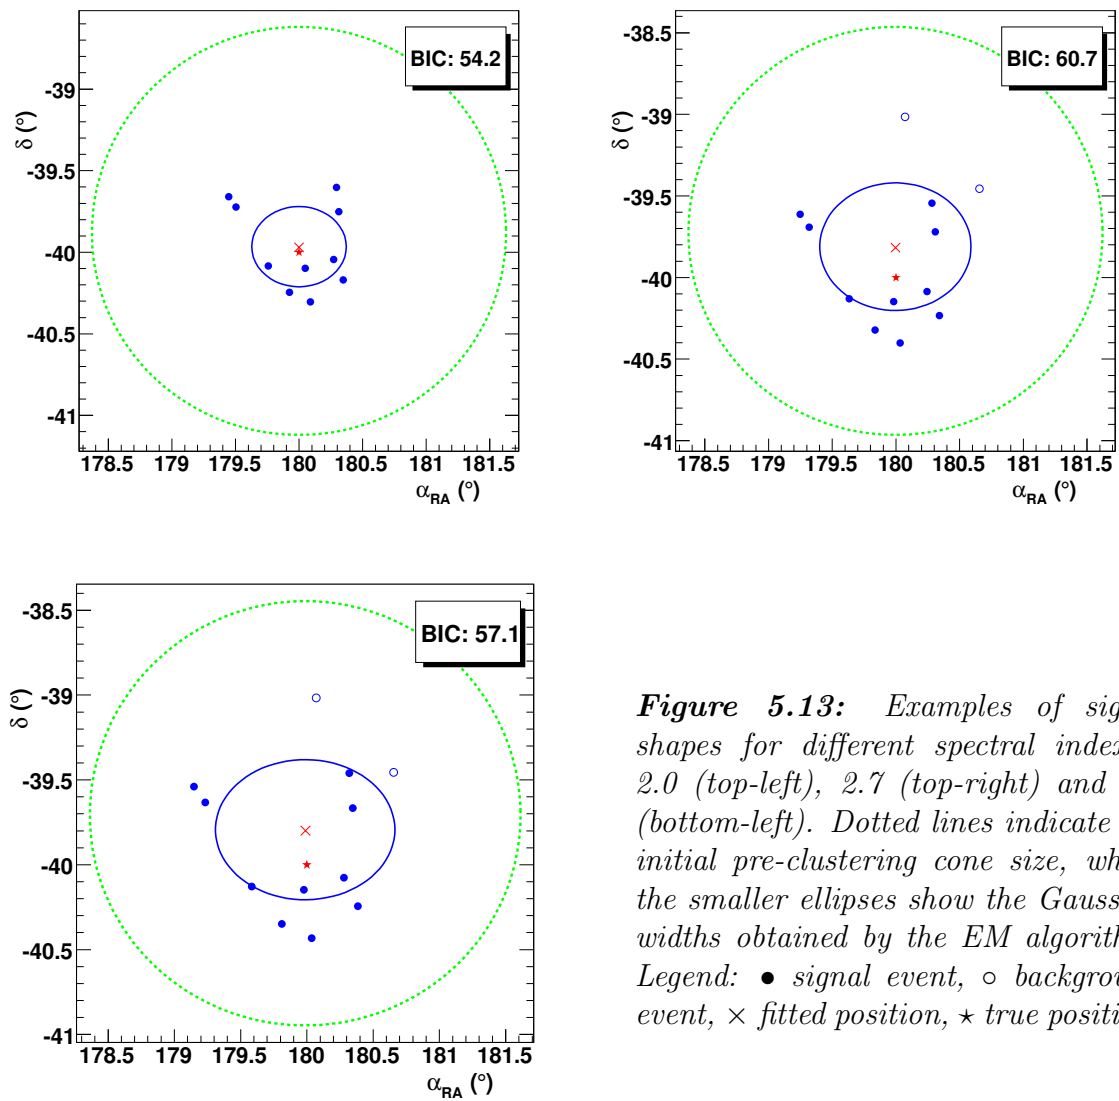 BIC: 54.2
δ (°)
-39
-39.5
-40
-40.5
-41
178.5 179 179.5 180 180.5 181 181.5
α_RA (°)
BIC: 60.7
δ (°)
-38.5
-39
-39.5
-40
-40.5
-41
178.5 179 179.5 180 180.5 181 181.5
α_RA (°)
BIC: 57.1
δ (°)
-38.5
-39
-39.5
-40
-40.5
-41
178.5 179 179.5 180 180.5 181 181.5
α_RA (°)
Figure 5.13: Examples of sig
shapes for different spectral index
2.0 (top-left), 2.7 (top-right) and
(bottom-left). Dotted lines indicate
initial pre-clustering cone size, wh
the smaller ellipses show the Gauss
widths obtained by the EM algorith
Legend: ● signal event, ○ backgrou
event, × fitted position, ⋆ true positi